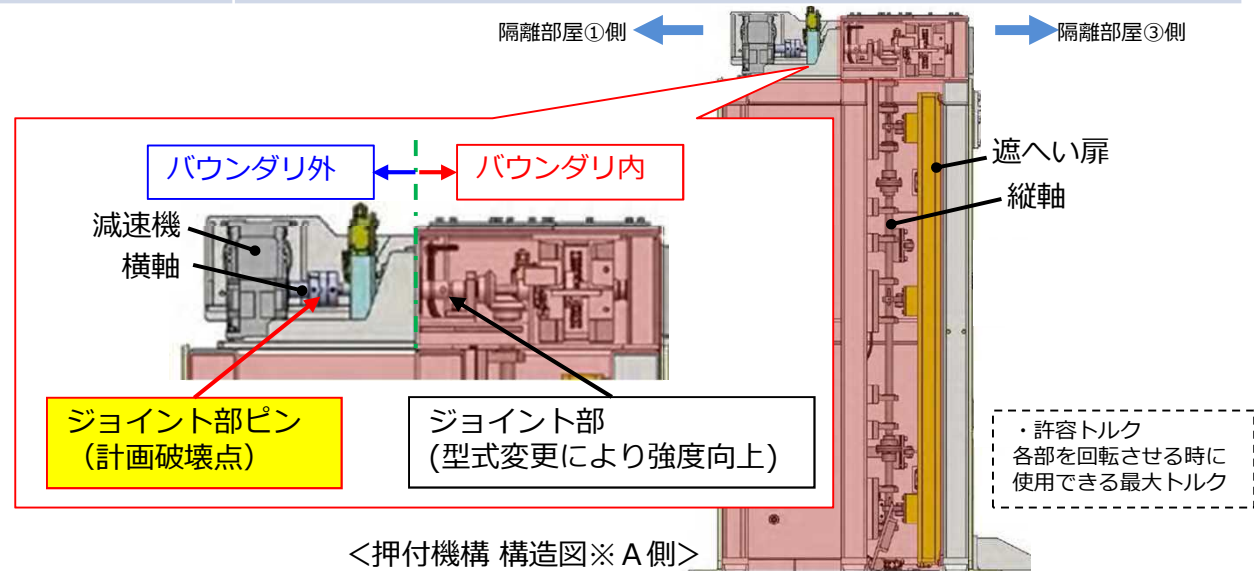 隔離部屋①側
隔離部屋③側
バウンダリ外
バウンダリ内
減速機
横軸
遮へい扉
縦軸
ジョイント部ピン
(計画破壊点)
ジョイント部
(型式変更により強度向上)
・許容トルク
各部を回転させる時に
使用できる最大トルク
<押付機構 構造図※A側>